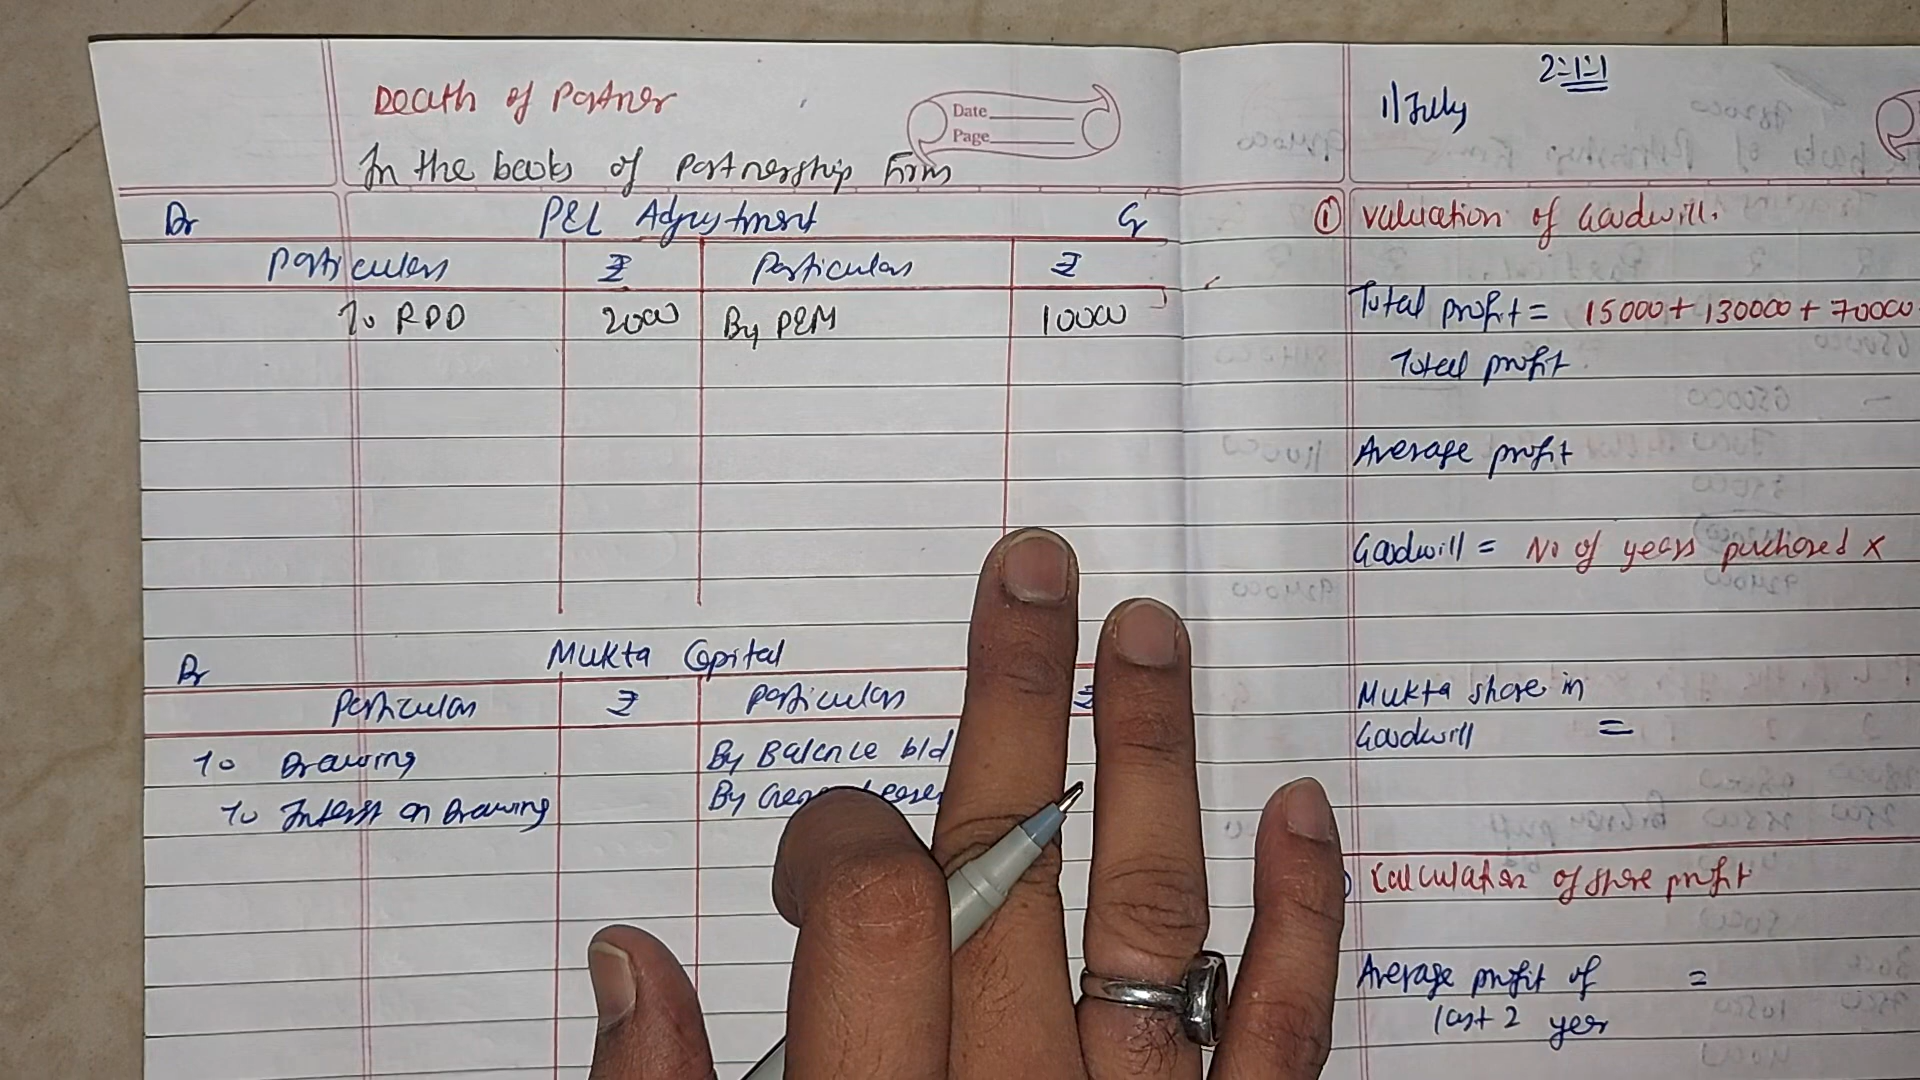 Death of Partner
Date
Page
In the books of Partnership Firm
Dr P&L Adjustment Cr
Particulars ₹ Particulars ₹
To RDD 2000 By P&M 10000
Dr Mukta Capital
Particulars ₹ Particulars ₹
To Drawing By Balance b/d
To Interest on Drawing By
2:1:1
1/July
① Valuation of Goodwill.
Total profit = 15000 + 130000 + 70000
Total profit
Average profit
Goodwill = No of years purchased ×
Mukta share in
Goodwill =
Calculation of share profit
Average profit of =
last 2 year